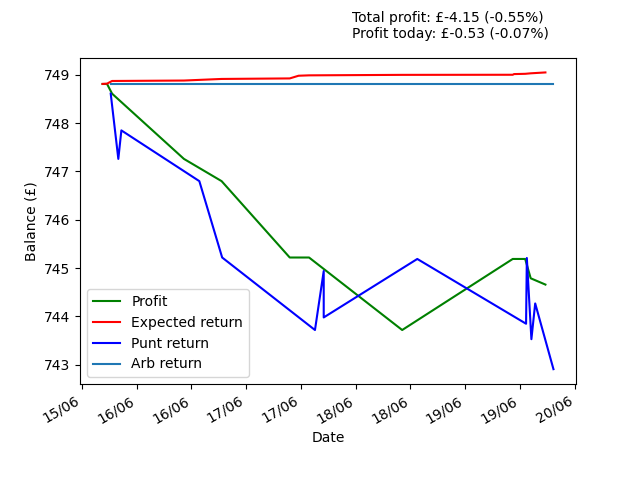 Total profit: £-4.15 (-0.55%)
Profit today: £-0.53 (-0.07%)
749
748
747
746
745
744
743
Balance (£)
Profit
Expected return
Punt return
Arb return
15/06 16/06 16/06 17/06 17/06 18/06 18/06 19/06 19/06 20/06
Date